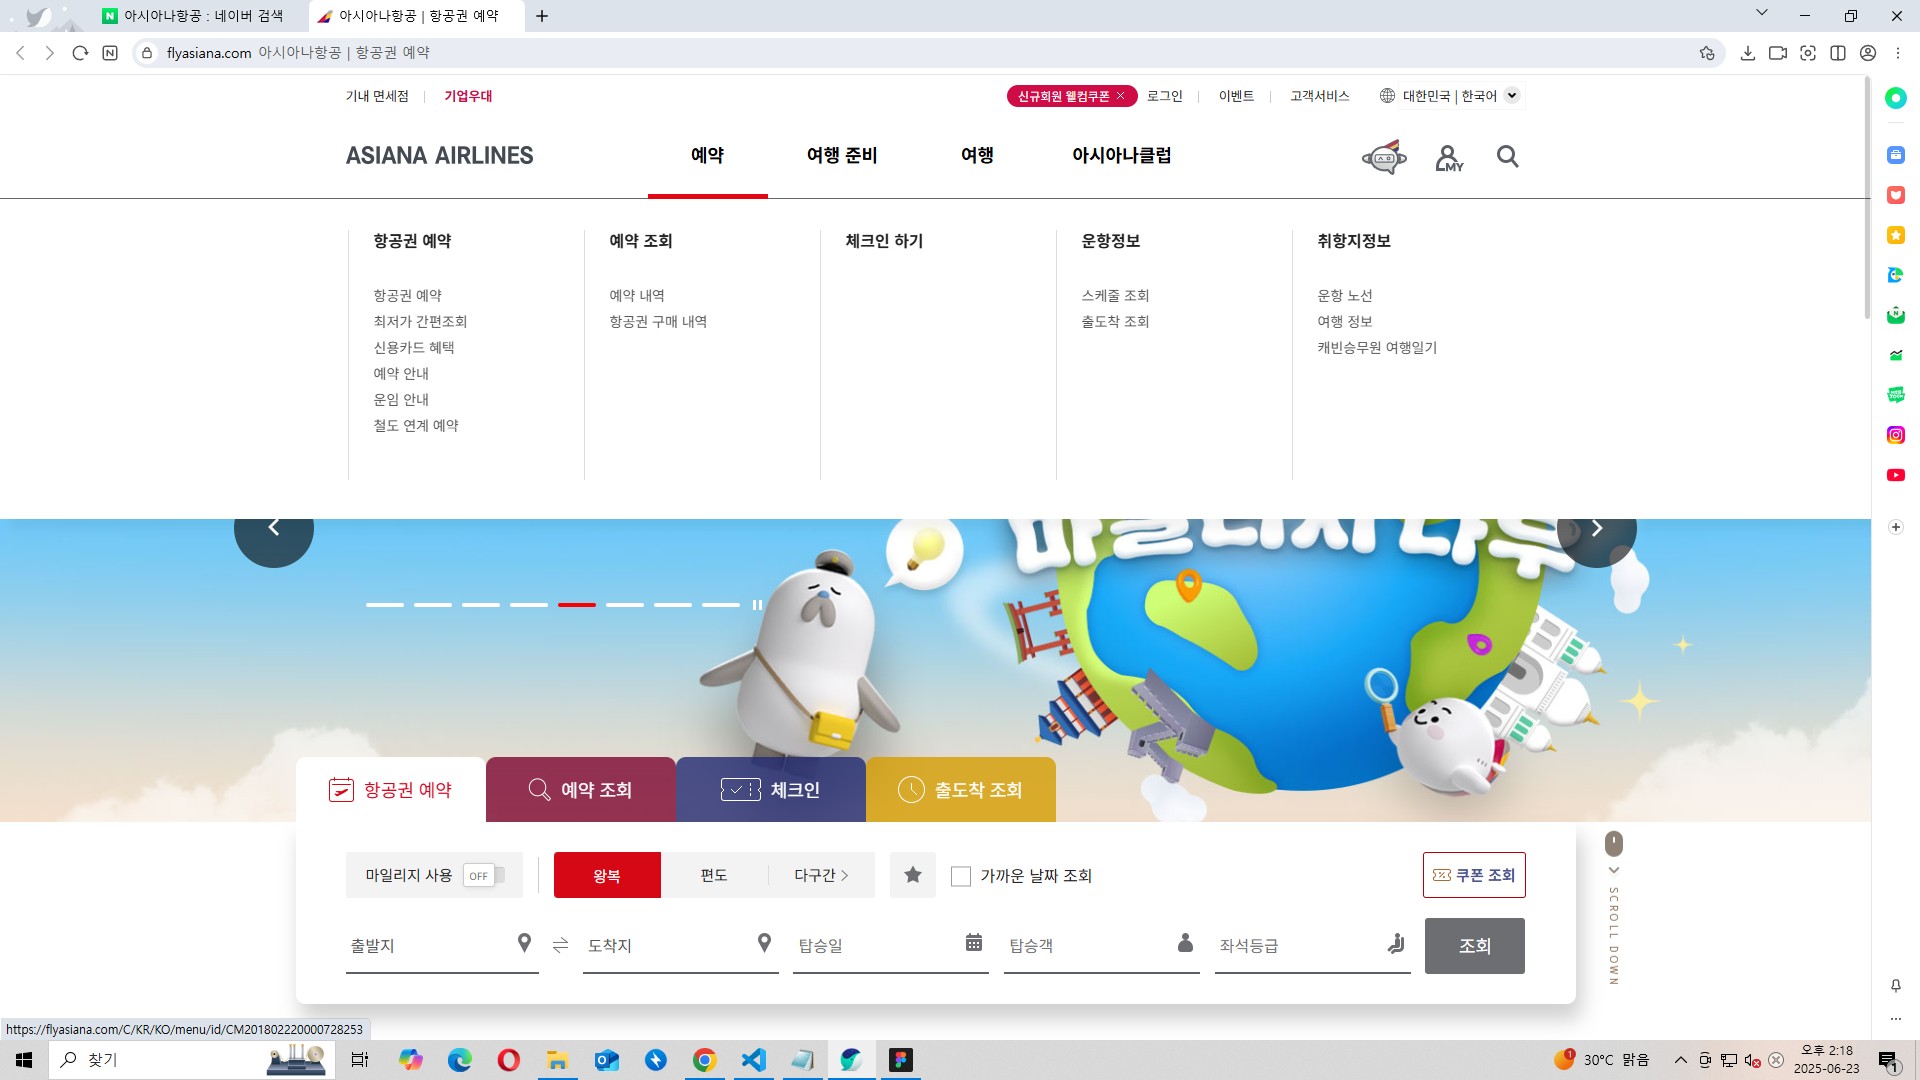 아시아나항공 : 네이버 검색
아시아나항공 | 항공권 예약
flyasiana.com 아시아나항공 | 항공권 예약
기내 면세점 | 기업우대
신규회원 웰컴쿠폰 × 로그인 | 이벤트 | 고객서비스 대한민국 | 한국어
ASIANA AIRLINES 예약 여행 준비 여행 아시아나클럽 MY
항공권 예약
항공권 예약
최저가 간편조회
신용카드 혜택
예약 안내
운임 안내
철도 연계 예약
예약 조회
예약 내역
항공권 구매 내역
체크인 하기
운항정보
스케줄 조회
출도착 조회
취항지정보
운항 노선
여행 정보
캐빈승무원 여행일기
항공권 예약 예약 조회 체크인 출도착 조회
마일리지 사용 OFF 왕복 편도 다구간 가까운 날짜 조회 쿠폰 조회
출발지 도착지 탑승일 탑승객 좌석등급 조회
SCROLL DOWN
https://flyasiana.com/C/KR/KO/menu/id/CM201802220000728253
찾기
30°C 맑음
오후 2:18
2025-06-23